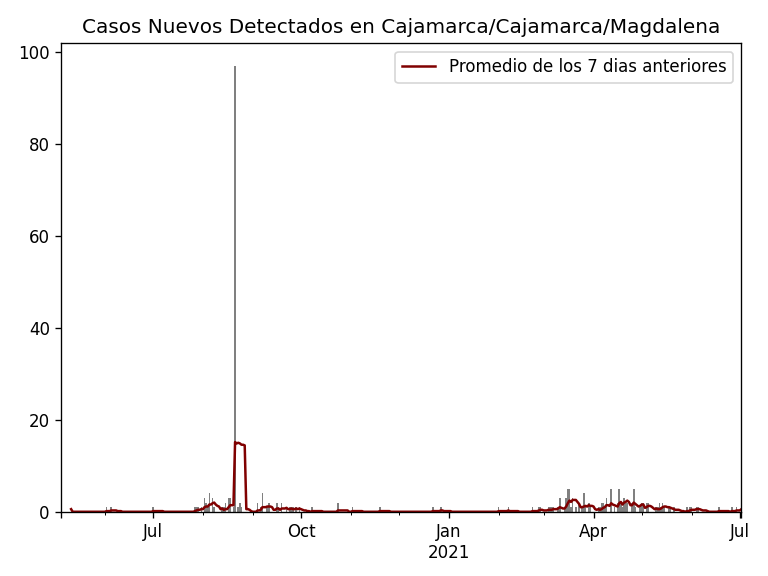 Casos Nuevos Detectados en Cajamarca/Cajamarca/Magdalena
Promedio de los 7 dias anteriores
100
80
60
40
20
0
Jul Oct Jan Apr Jul
2021